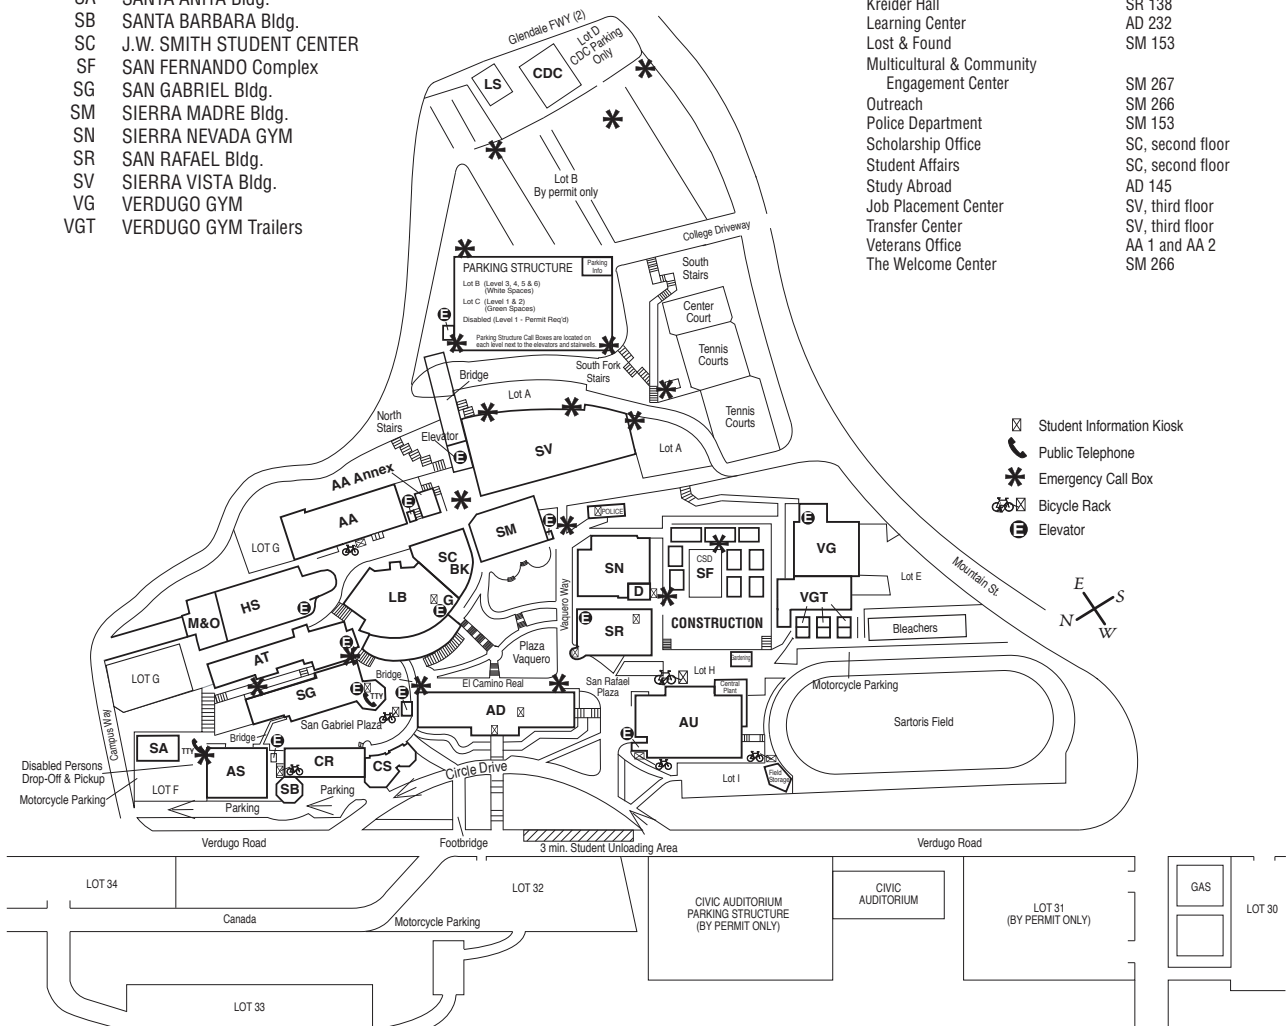 SA SANTA ANITA Bldg.
SB SANTA BARBARA Bldg.
SC J.W. SMITH STUDENT CENTER
SF SAN FERNANDO Complex
SG SAN GABRIEL Bldg.
SM SIERRA MADRE Bldg.
SN SIERRA NEVADA GYM
SR SAN RAFAEL Bldg.
SV SIERRA VISTA Bldg.
VG VERDUGO GYM
VGT VERDUGO GYM Trailers
Kreider Hall SR 138
Learning Center AD 232
Lost & Found SM 153
Multicultural & Community
Engagement Center SM 267
Outreach SM 266
Police Department SM 153
Scholarship Office SC, second floor
Student Affairs SC, second floor
Study Abroad AD 145
Job Placement Center SV, third floor
Transfer Center SV, third floor
Veterans Office AA 1 and AA 2
The Welcome Center SM 266
Glendale FWY (2)
Lot D
CDC Parking
Only
LS
CDC
Lot B
By permit only
College Driveway
PARKING STRUCTURE
Parking
Info
Lot B (Level 3, 4, 5 & 6)
(White Spaces)
Lot C (Level 1 & 2)
(Green Spaces)
Disabled (Level 1 - Permit Req'd)
Parking Structure Call Boxes are located on
each level next to the elevators and stairwells.
E
South
Stairs
Center
Court
Tennis
Courts
Tennis
Courts
South Fork
Stairs
Bridge
Lot A
North
Stairs
Elevator
E
SV
Lot A
Student Information Kiosk
Public Telephone
Emergency Call Box
Bicycle Rack
E Elevator
AA Annex
E
AA
LOT G
SM
E
POLICE
SC
BK
SN
D
CSD
SF
E
VG
Lot E
Mountain St.
VGT
E
S
N
W
HS
E
M&O
LB
G
E
Vaquero Way
E
SR
CONSTRUCTION
Bleachers
Plaza
Vaquero
Gardening
AT
E
LOT G
Bridge
El Camino Real
San Rafael
Plaza
Lot H
Central
Plant
Motorcycle Parking
SG
E
TTY
E
San Gabriel Plaza
AD
AU
E
Sartoris Field
Campus Way
Bridge
E
SA
TTY
AS
CR
CS
SB
Circle Drive
Lot I
Field
Storage
Disabled Persons
Drop-Off & Pickup
Motorcycle Parking
LOT F
Parking
Parking
Verdugo Road
Footbridge
3 min. Student Unloading Area
Verdugo Road
LOT 34
LOT 32
CIVIC AUDITORIUM
PARKING STRUCTURE
(BY PERMIT ONLY)
CIVIC
AUDITORIUM
LOT 31
(BY PERMIT ONLY)
GAS
LOT 30
Canada
Motorcycle Parking
LOT 33